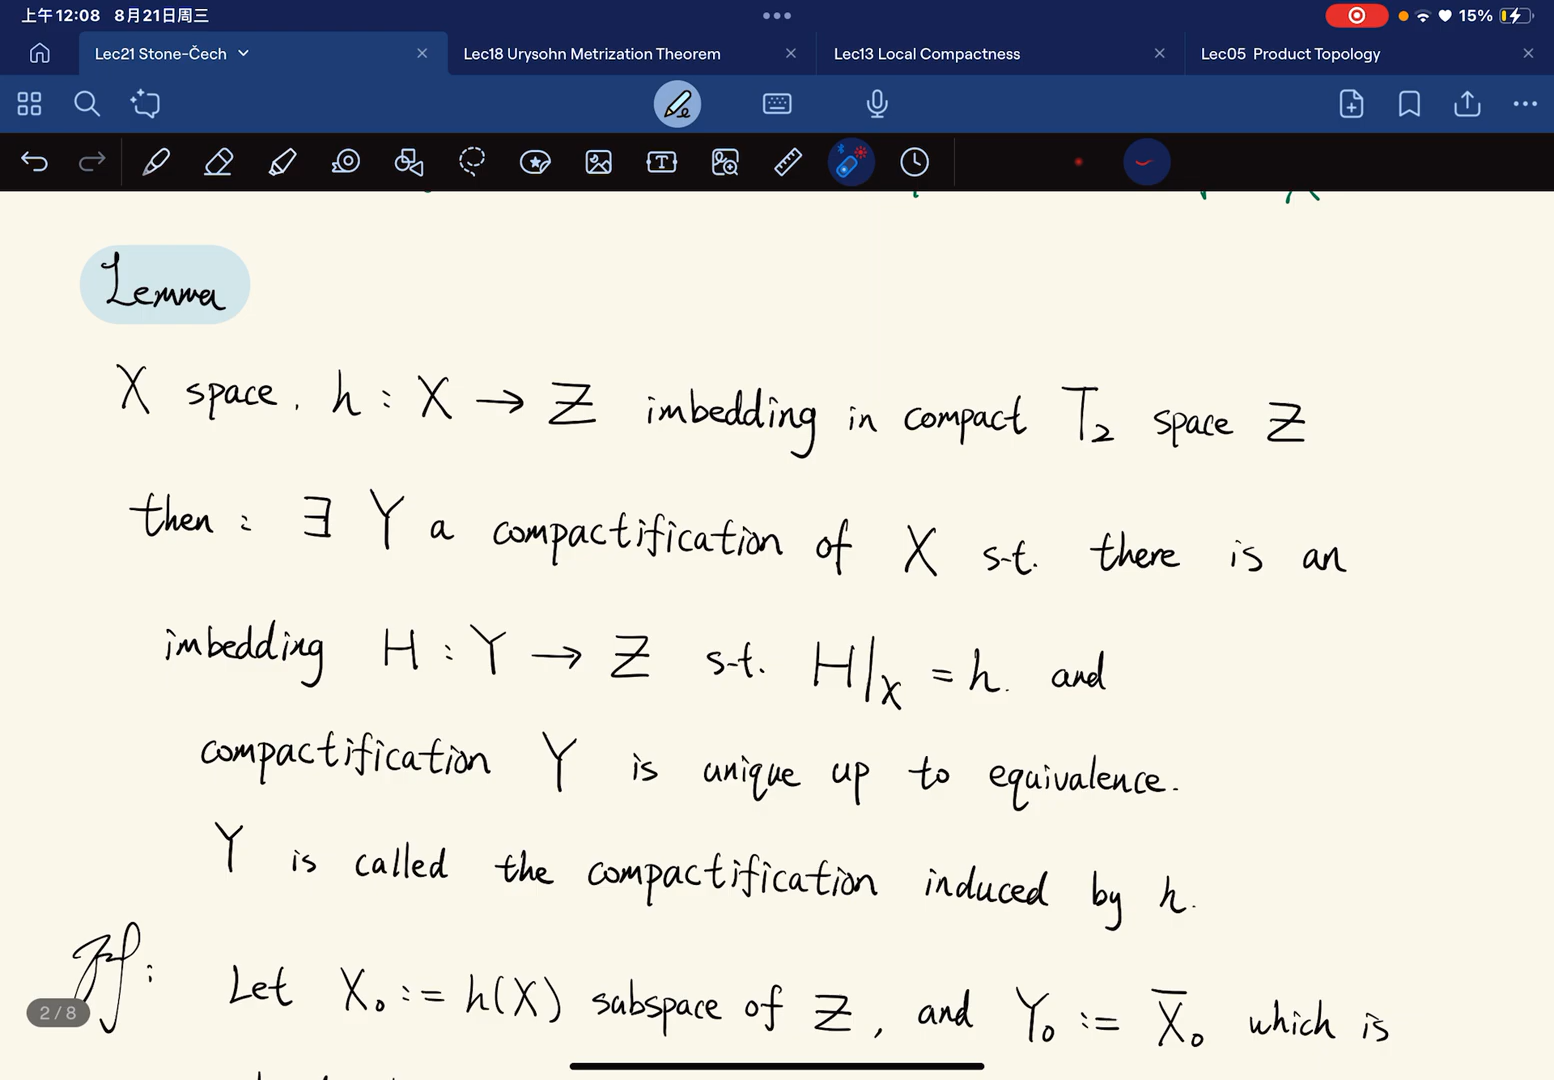 上午12:08 8月21日周三
15%
Lec21 Stone-Čech
Lec18 Urysohn Metrization Theorem
Lec13 Local Compactness
Lec05 Product Topology
Lemma
X space. h : X → Z imbedding in compact T₂ space Z
then : ∃ Y a compactification of X s.t. there is an
imbedding H : Y → Z s.t. H|ₓ = h. and
compactification Y is unique up to equivalence.
Y is called the compactification induced by h.
pf : Let X₀ := h(X) subspace of Z, and Y₀ := X̅₀ which is
2/8